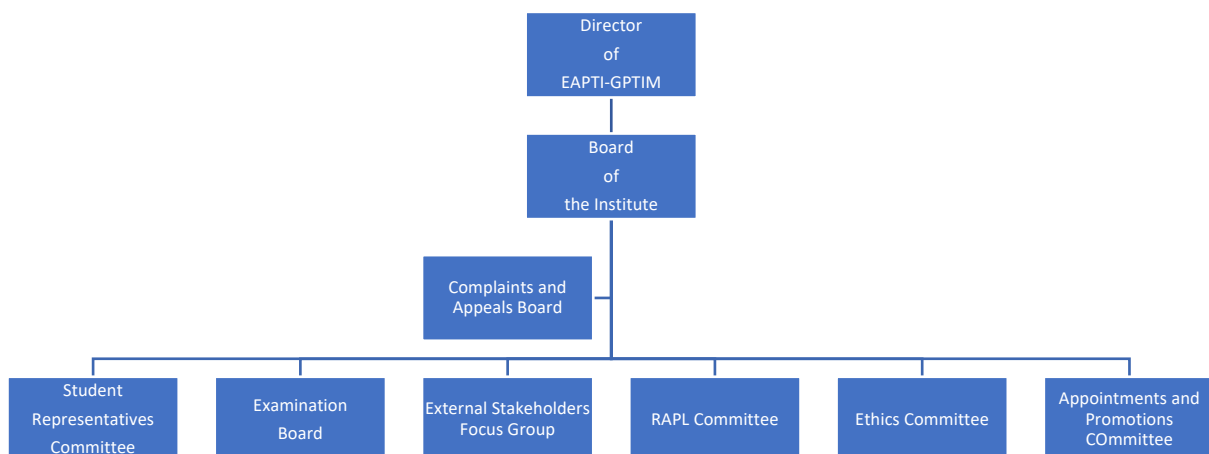 Director
of
EAPTI-GPTIM
Board
of
the Institute
Complaints and
Appeals Board
Student
Representatives
Committee
Examination
Board
External Stakeholders
Focus Group
RAPL Committee
Ethics Committee
Appointments and
Promotions
COmmittee